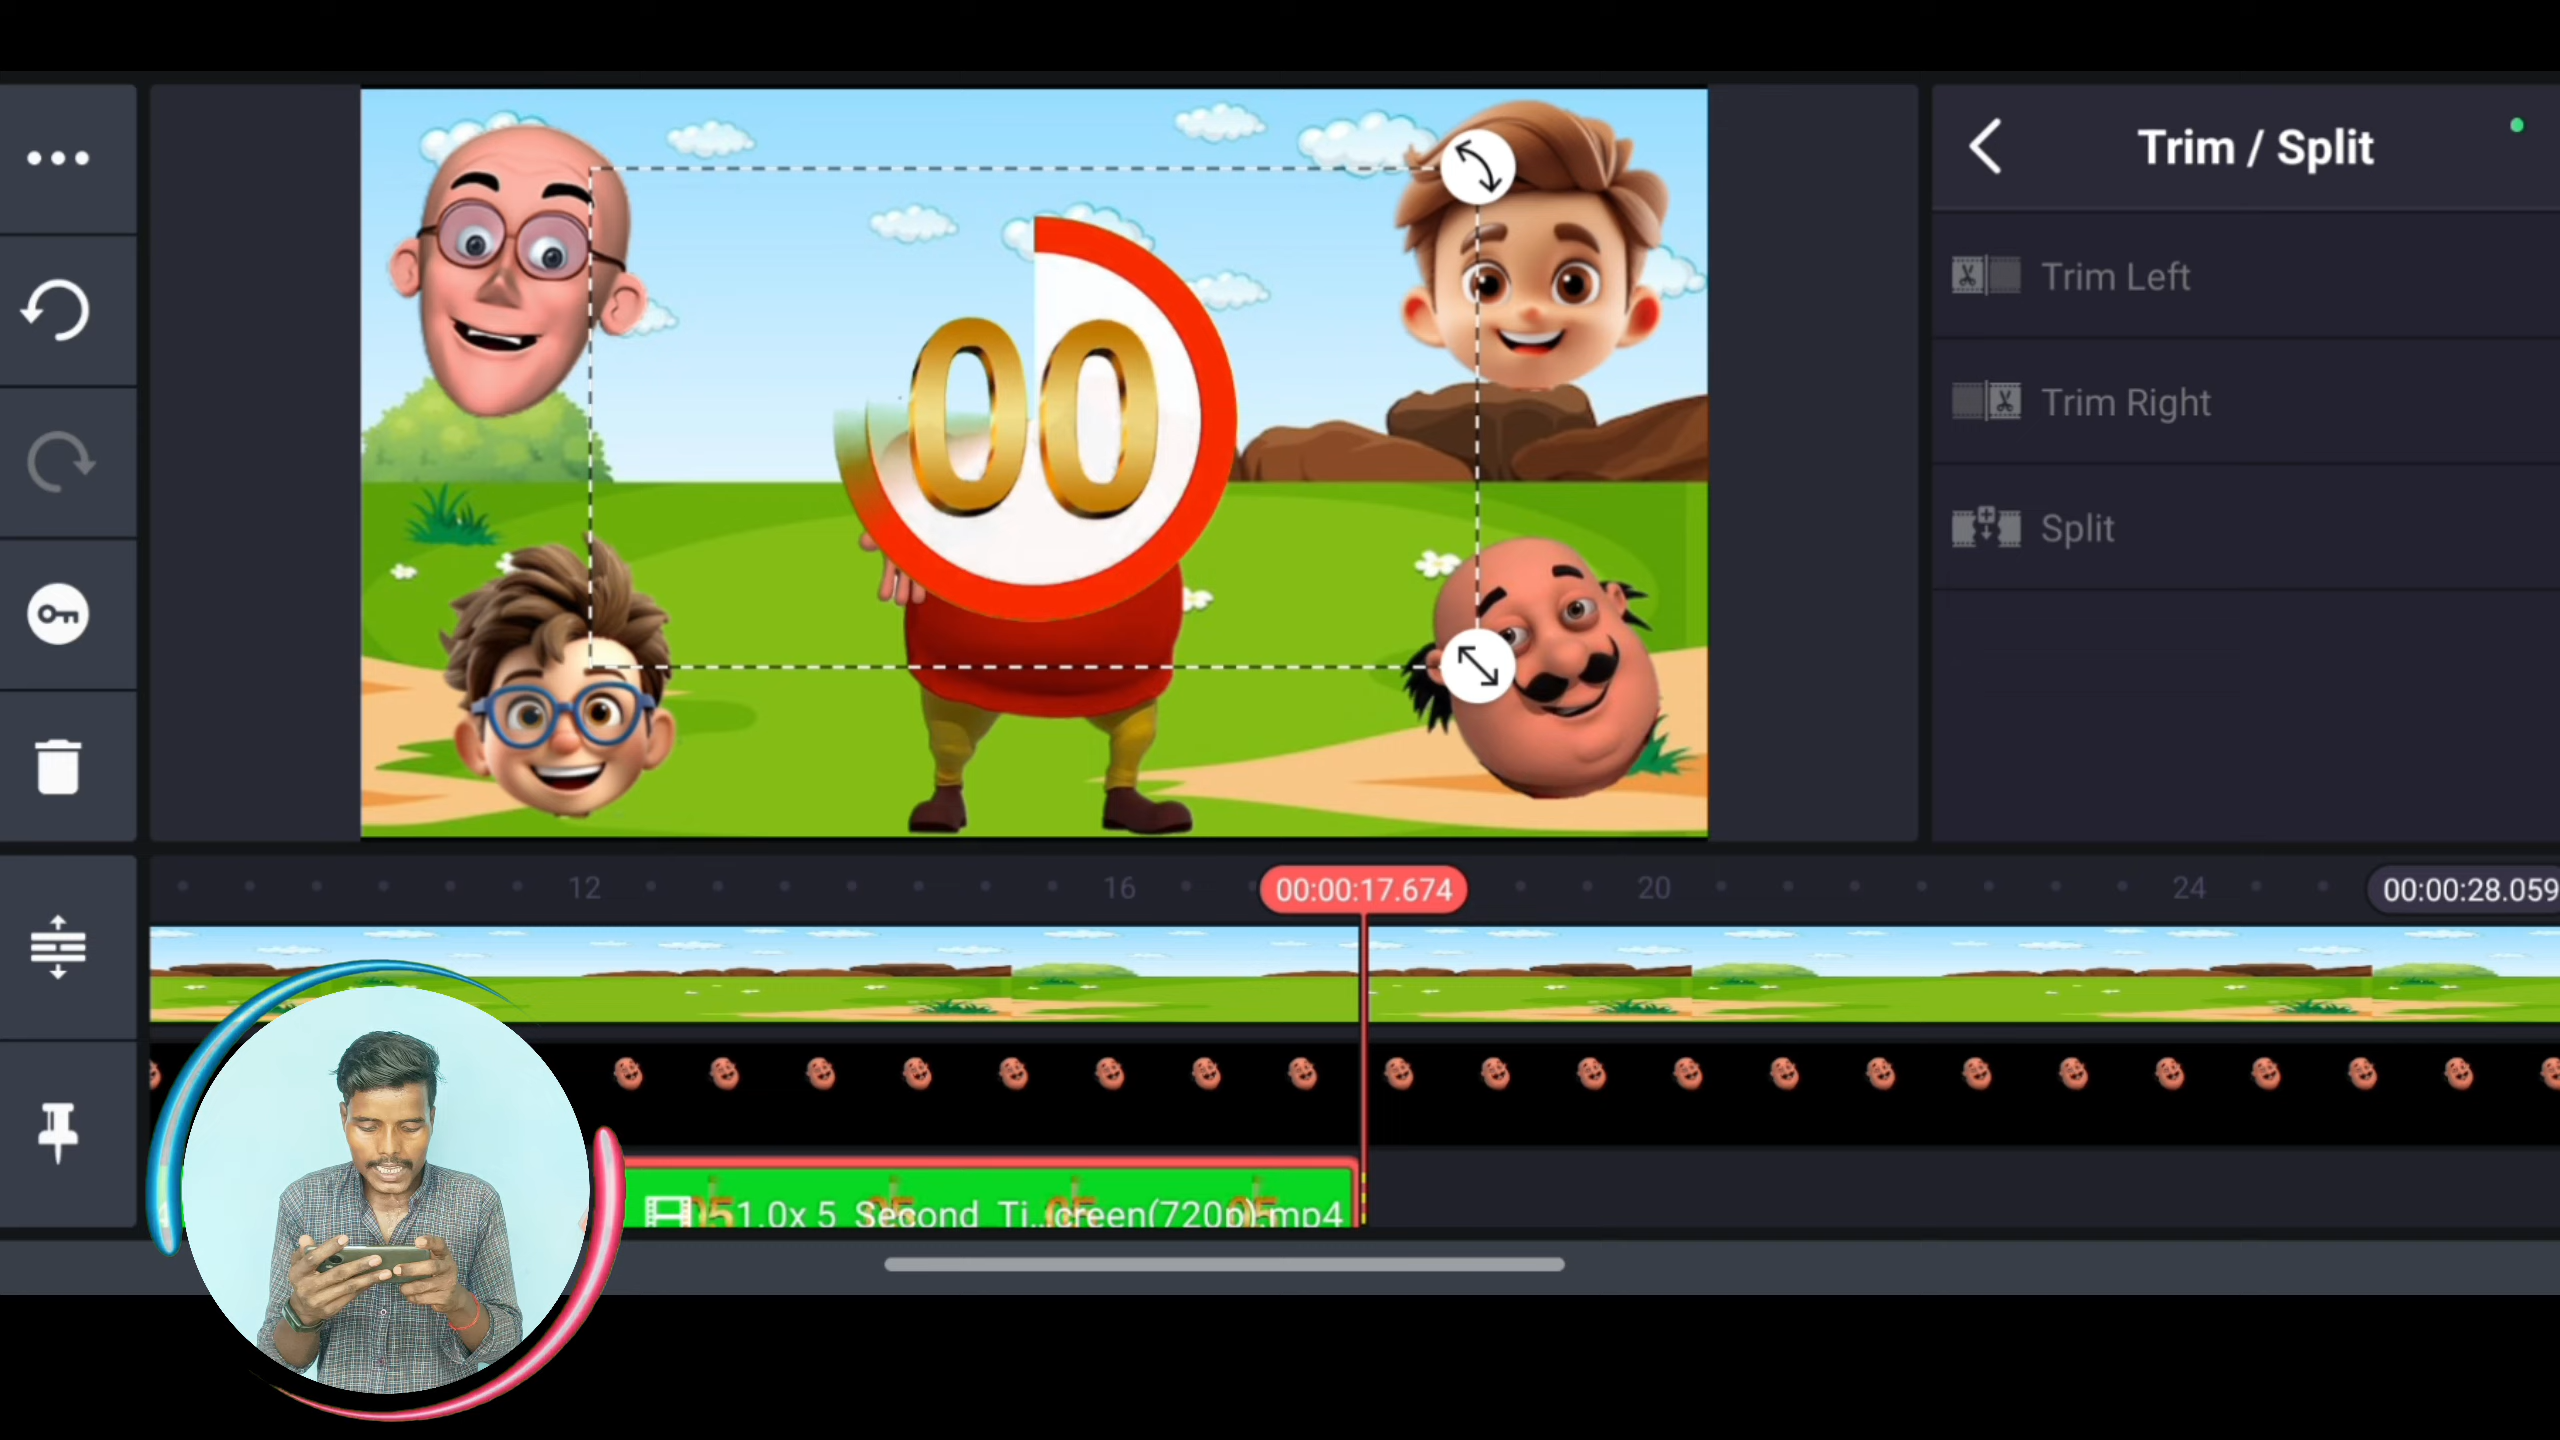 Trim / Split
Trim Left
Trim Right
Split
00
12
16
00:00:17.674
20
24
00:00:28.059
1.0x 5 Second Ti...creen(720p).mp4